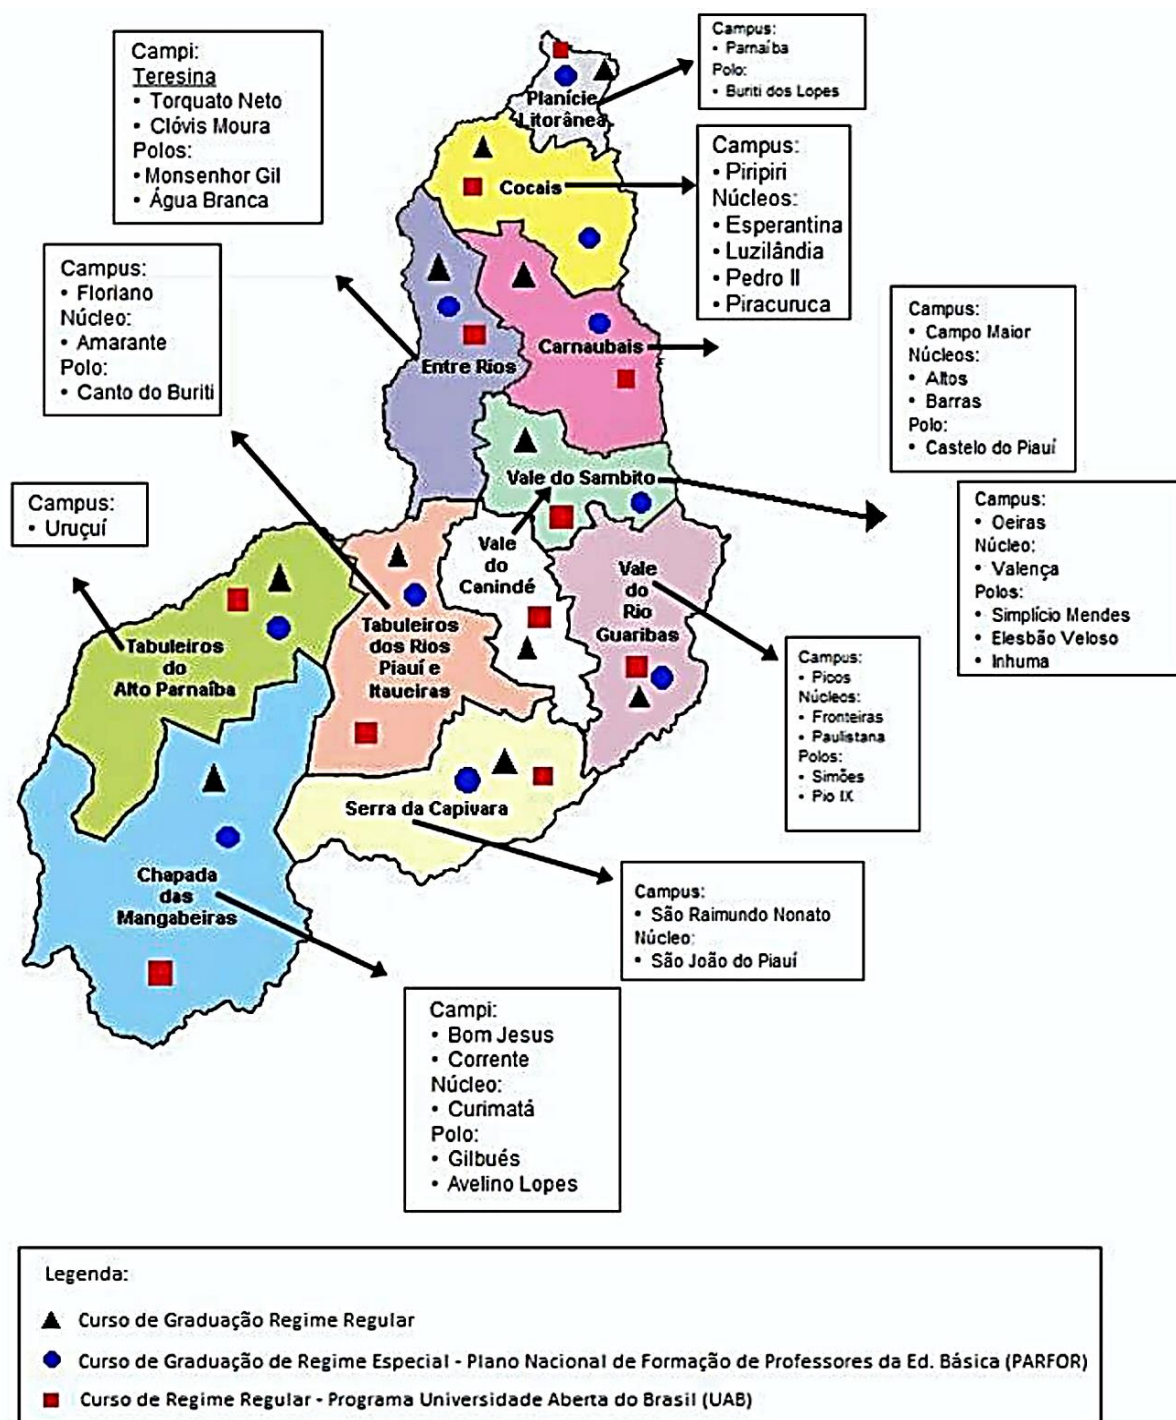 Campi:
Teresina
• Torquato Neto
• Clóvis Moura
Polos:
• Monsenhor Gil
• Água Branca
Campus:
• Parnaíba
Polo:
• Buriti dos Lopes
Planície
Litorânea
Campus:
• Piripiri
Núcleos:
• Esperantina
• Luzilândia
• Pedro II
• Piracuruca
Cocais
Campus:
• Floriano
Núcleo:
• Amarante
Polo:
• Canto do Buriti
Entre Rios
Carnaubais
Campus:
• Campo Maior
Núcleos:
• Altos
• Barras
Polo:
• Castelo do Piauí
Vale do Sambito
Campus:
• Uruçuí
Campus:
• Oeiras
Núcleo:
• Valença
Polos:
• Simplício Mendes
• Elesbão Veloso
• Inhuma
Vale
do
Canindé
Vale
do
Rio
Guaribas
Tabuleiros
do
Alto Parnaíba
Tabuleiros
dos Rios
Piauí e
Itaueiras
Campus:
• Picos
Núcleos:
• Fronteiras
• Paulistana
Polos:
• Simões
• Pio IX
Serra da Capivara
Chapada
das
Mangabeiras
Campus:
• São Raimundo Nonato
Núcleo:
• São João do Piauí
Campi:
• Bom Jesus
• Corrente
Núcleo:
• Curimatá
Polo:
• Gilbués
• Avelino Lopes
Legenda:
Curso de Graduação Regime Regular
Curso de Graduação de Regime Especial - Plano Nacional de Formação de Professores da Ed. Básica (PARFOR)
Curso de Regime Regular - Programa Universidade Aberta do Brasil (UAB)